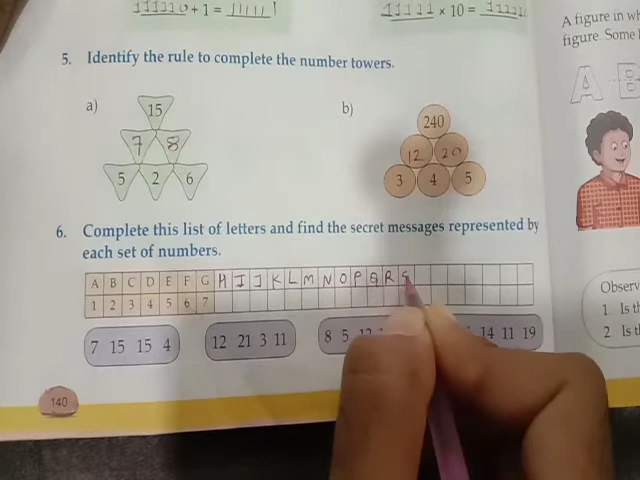 111110 + 1 = 111111
11111 × 10 =
A figure in
figure. Some
5. Identify the rule to complete the number towers.
a)
b)
A B
15
240
7 8
12 20
5 2 6
3 4 5
6. Complete this list of letters and find the secret messages represented by
each set of numbers.
A B C D E F G H I J K L M N O P Q R S
1 2 3 4 5 6 7
Observ
1 Is
2 Is
7 15 15 4
12 21 3 11
8 5
14 11 19
140